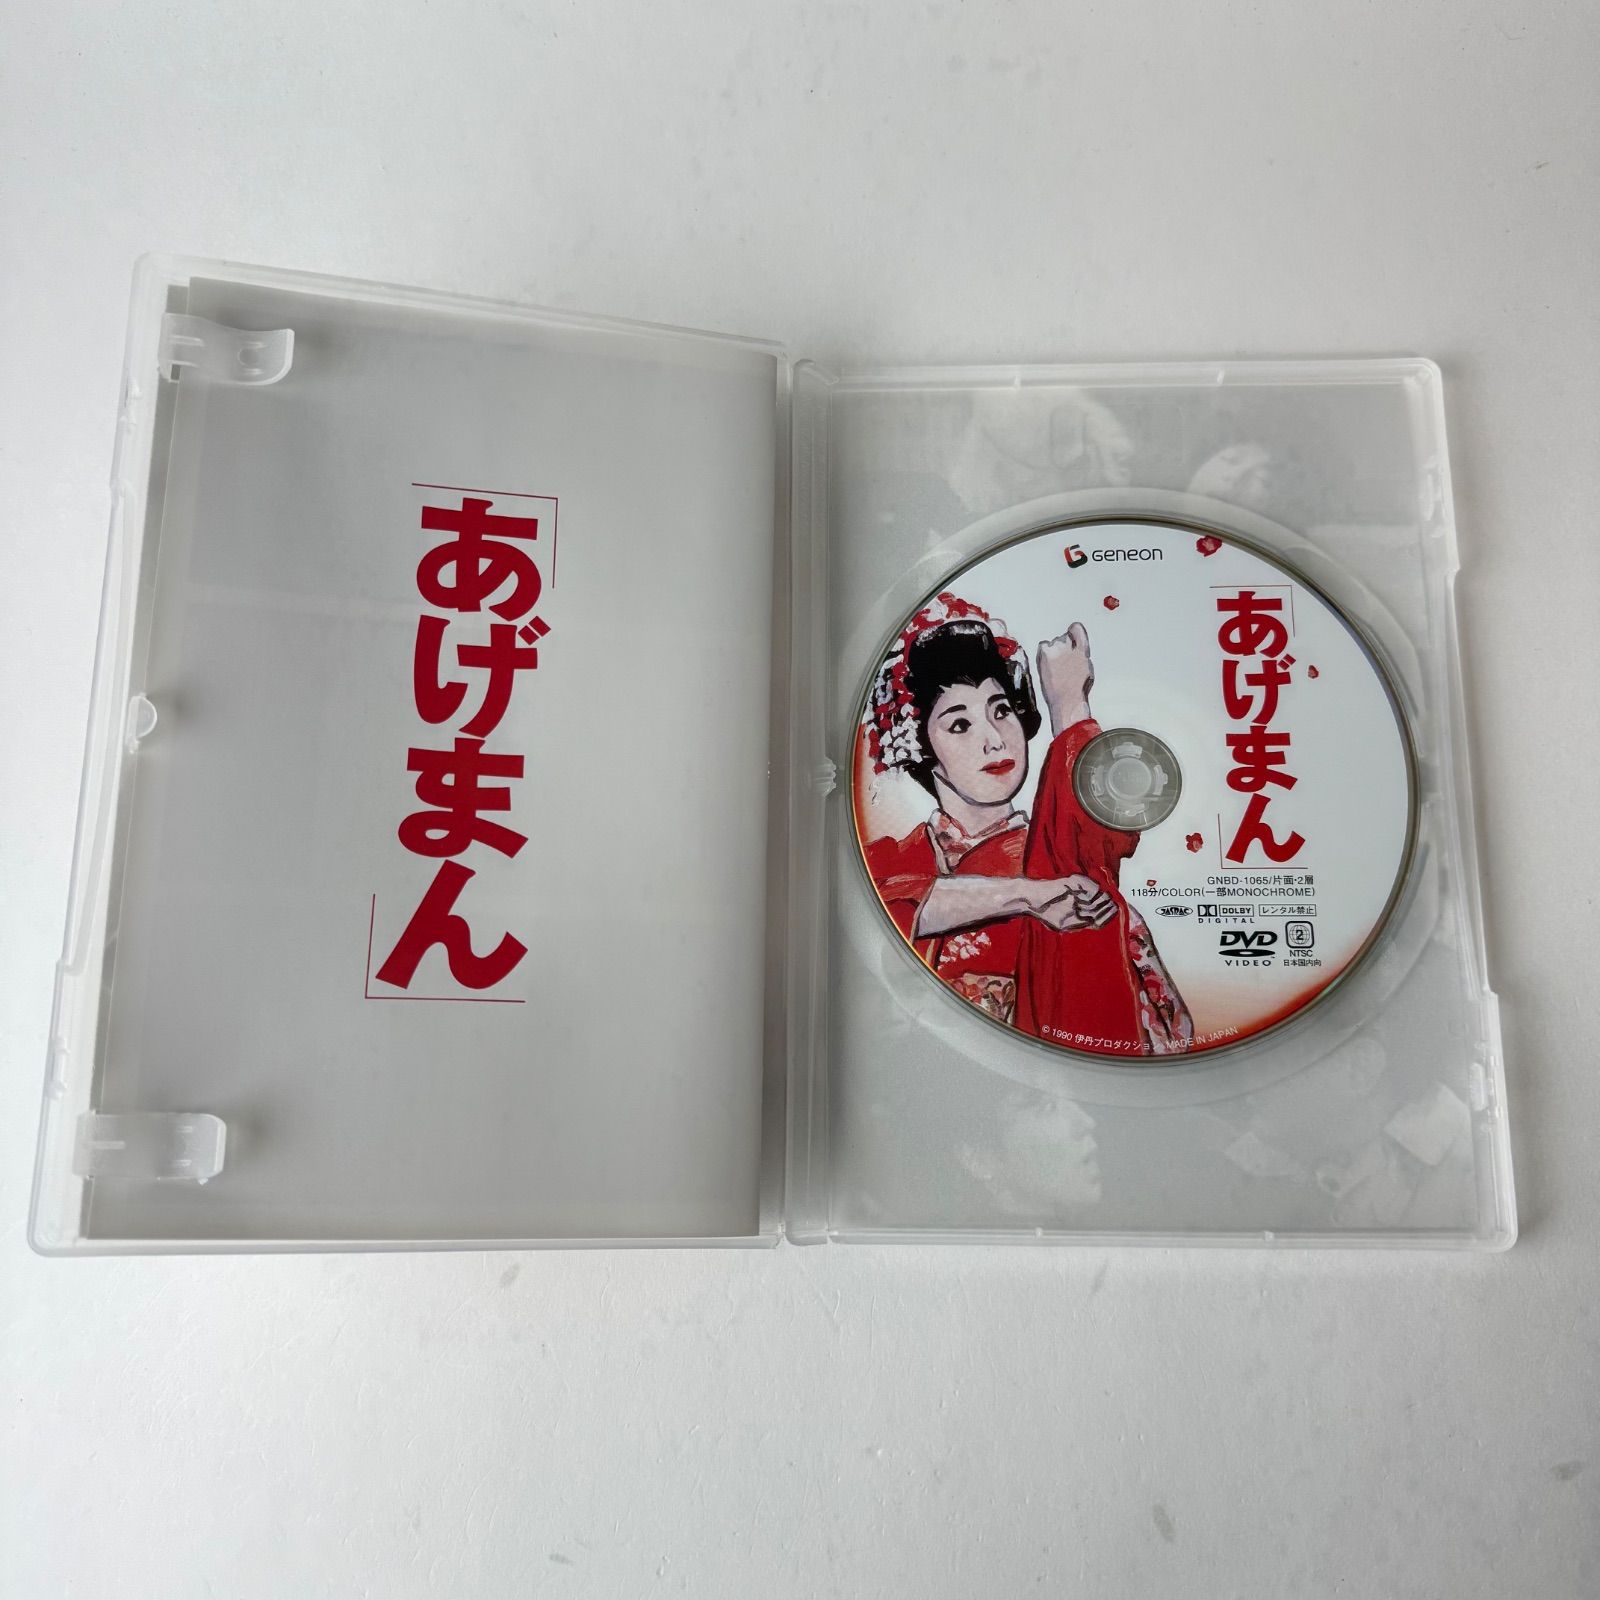 「あげまん」
Geneon
「あげまん」
GNBD-1065/片面・2層
118分/COLOR(一部MONOCHROME)
JASRAC DOLBY DIGITAL レンタル禁止
DVD VIDEO 2 NTSC 日本国内向
© 1990 伊丹プロダクション MADE IN JAPAN